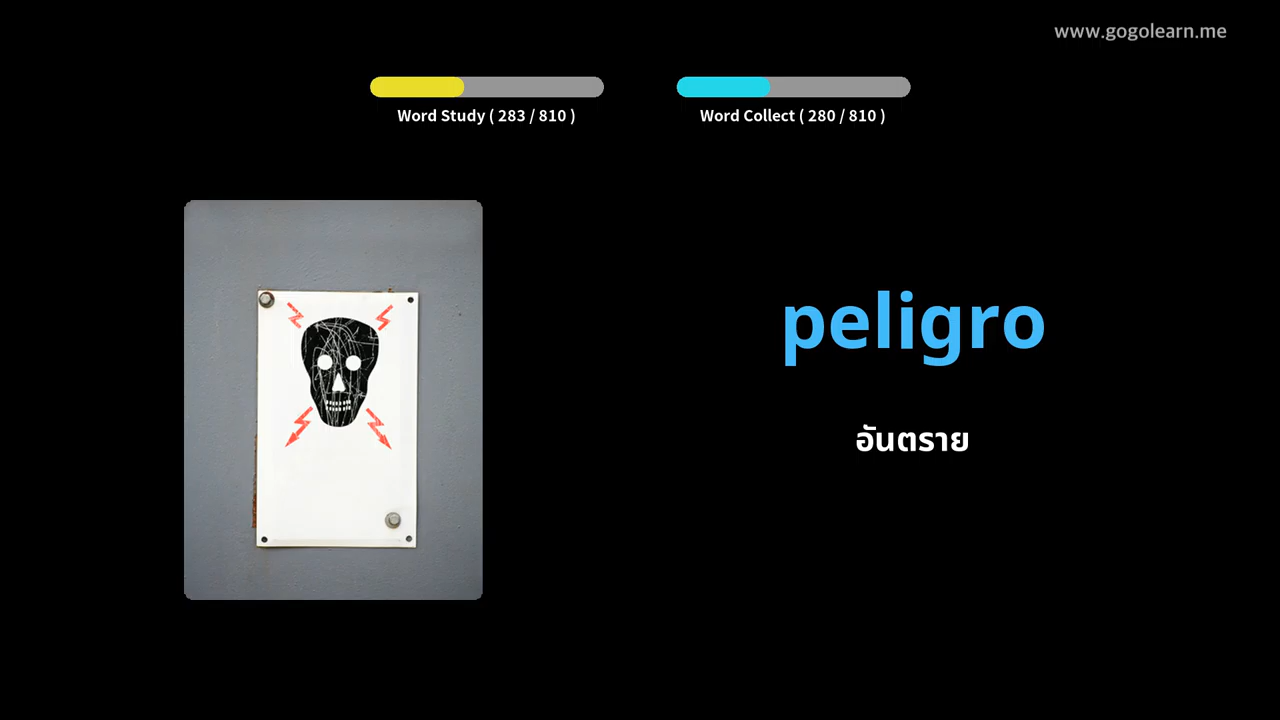 www.gogolearn.me
Word Study ( 283 / 810 )
Word Collect ( 280 / 810 )
peligro
อันตราย